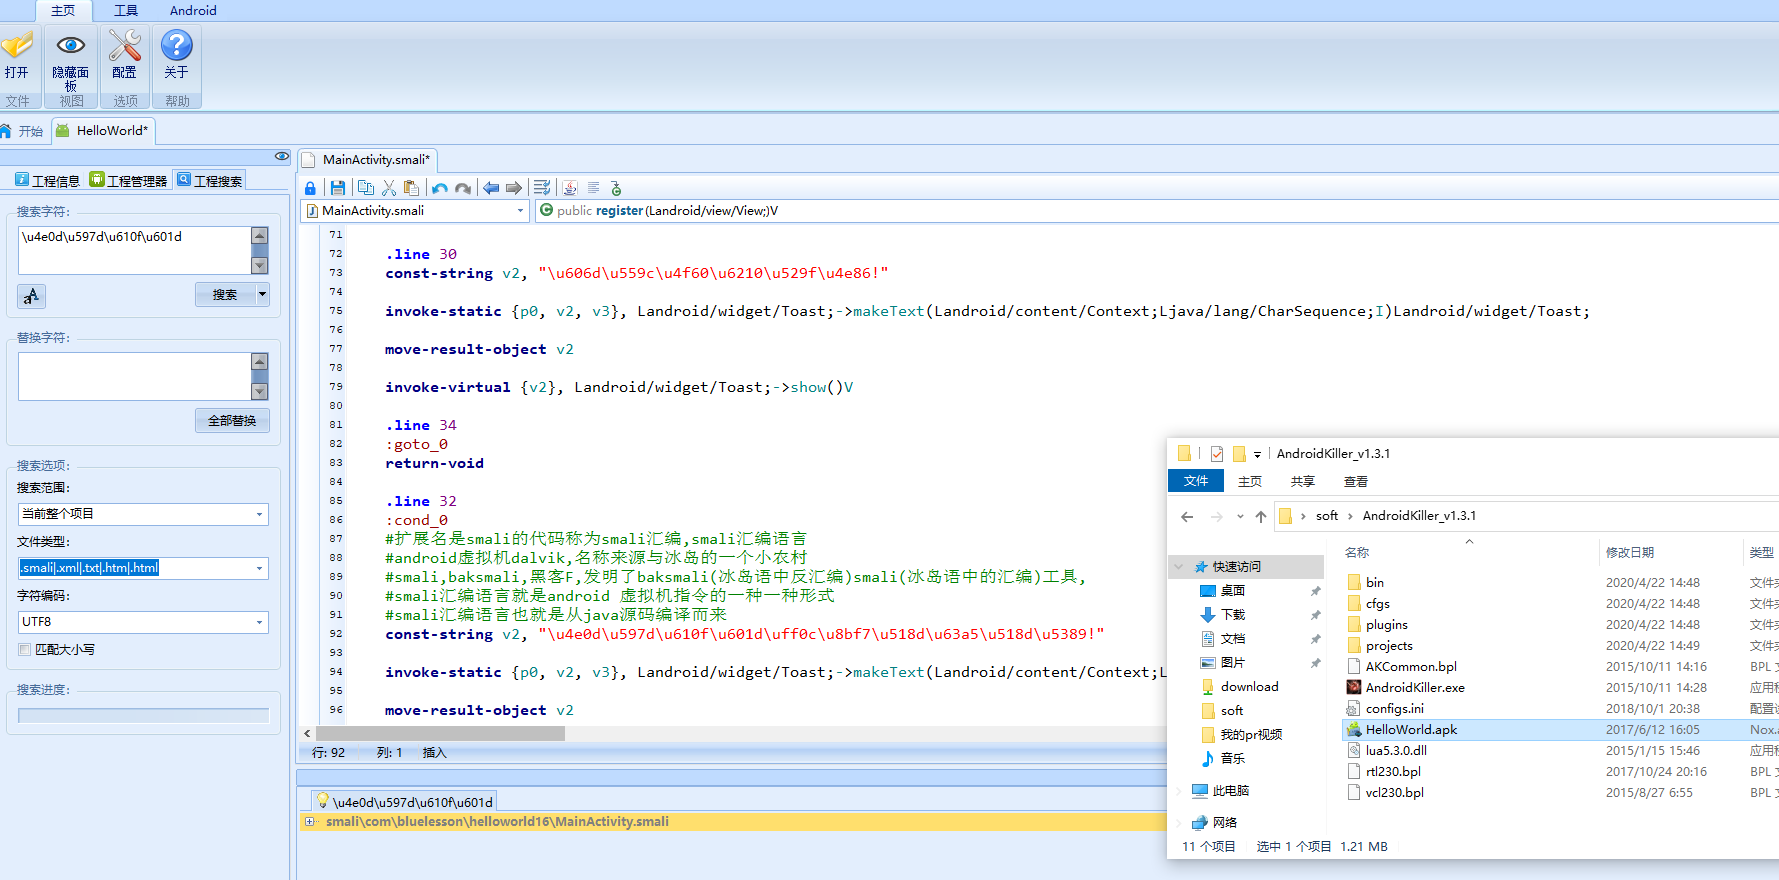 主页 工具 Android
打开 隐藏面板 配置 关于
文件 视图 选项 帮助
开始 HelloWorld*
工程信息 工程管理器 工程搜索
搜索字符:
\u4e0d\u597d\u610f\u601d
搜索
替换字符:
全部替换
搜索选项:
搜索范围:
当前整个项目
文件类型:
.smali|.xml|.txt|.htm|.html
字符编码:
UTF8
匹配大小写
搜索进度:
MainActivity.smali*
MainActivity.smali public register(Landroid/view/View;)V
71
72 .line 30
73 const-string v2, "\u606d\u559c\u4f60\u6210\u529f\u4e86!"
74
75 invoke-static {p0, v2, v3}, Landroid/widget/Toast;->makeText(Landroid/content/Context;Ljava/lang/CharSequence;I)Landroid/widget/Toast;
76
77 move-result-object v2
78
79 invoke-virtual {v2}, Landroid/widget/Toast;->show()V
80
81 .line 34
82 :goto_0
83 return-void
84
85 .line 32
86 :cond_0
87 #扩展名是smali的代码称为smali汇编,smali汇编语言
88 #android虚拟机dalvik,名称来源与冰岛的一个小农村
89 #smali,baksmali,黑客F,发明了baksmali(冰岛语中反汇编)smali(冰岛语中的汇编)工具,
90 #smali汇编语言就是android 虚拟机指令的一种一种形式
91 #smali汇编语言也就是从java源码编译而来
92 const-string v2, "\u4e0d\u597d\u610f\u601d\uff0c\u8bf7\u518d\u63a5\u518d\u5389!"
93
94 invoke-static {p0, v2, v3}, Landroid/widget/Toast;->makeText(Landroid/content/Context;L
95
96 move-result-object v2
行: 92 列: 1 插入
\u4e0d\u597d\u610f\u601d
smali\com\bluelesson\helloworld16\MainActivity.smali
AndroidKiller_v1.3.1
文件 主页 共享 查看
soft › AndroidKiller_v1.3.1
快速访问
桌面
下载
文档
图片
download
soft
我的pr视频
音乐
此电脑
网络
名称 修改日期 类型
bin 2020/4/22 14:48 文件
cfgs 2020/4/22 14:48 文件
plugins 2020/4/22 14:48 文件
projects 2020/4/22 14:49 文件
AKCommon.bpl 2015/10/11 14:16 BPL
AndroidKiller.exe 2015/10/11 14:28 应用
configs.ini 2018/10/1 20:38 配置
HelloWorld.apk 2017/6/12 16:05 Nox.
lua5.3.0.dll 2015/1/15 15:46 应用
rtl230.bpl 2017/10/24 20:16 BPL
vcl230.bpl 2015/8/27 6:55 BPL
11 个项目 选中 1 个项目 1.21 MB